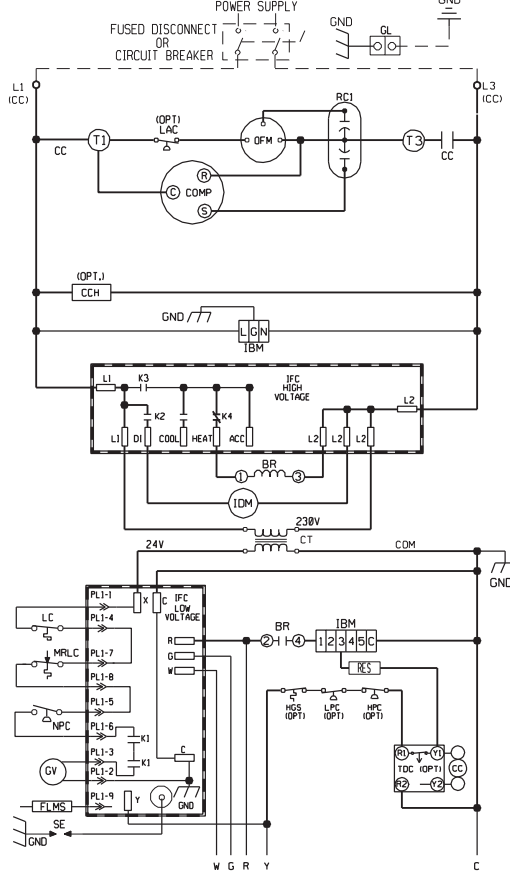 POWER SUPPLY
GND
FUSED DISCONNECT
OR
CIRCUIT BREAKER
GND
GL
L1
(CC)
L3
(CC)
RC1
(OPT)
LAC
CC
T1
OFM
T3
CC
R
C COMP
S
(OPT.)
CCH
GND
L G N
IBM
L1
K3
IFC
HIGH
VOLTAGE
L2
K2
K4
L1 D1 COOL HEAT ACC L2 L2 L2
BR
1 3
IDM
230V
CT
24V
COM
GND
PL1-1
X C
IFC
LOW
VOLTAGE
LC
PL1-4
R
BR
2 4
IBM
1 2 3 4 5 C
MRLC
PL1-7
G
W
RES
PL1-8
PL1-5
NPC
PL1-6
K1
HGS
(OPT)
LPC
(OPT)
HPC
(OPT)
PL1-3
K1
C
R1 Y1
GV
PL1-2
TDC (OPT)
CC
R2 Y2
PL1-9
Y
GND
FLMS
SE
GND
W G R Y C